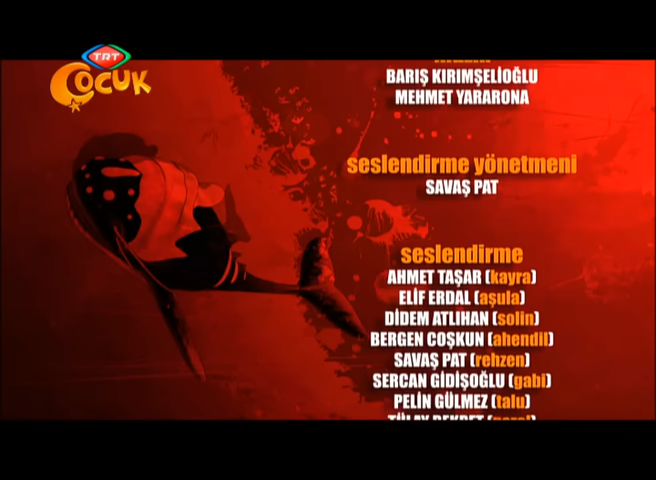 TRT
ÇOCUK
BARIŞ KIRIMŞELİOĞLU
MEHMET YARARONA
seslendirme yönetmeni
SAVAŞ PAT
seslendirme
AHMET TAŞAR (kayra)
ELİF ERDAL (aşula)
DİDEM ATLIHAN (solin)
BERGEN COŞKUN (ahendil)
SAVAŞ PAT (rehzen)
SERCAN GİDİŞOĞLU (gabi)
PELİN GÜLMEZ (talu)